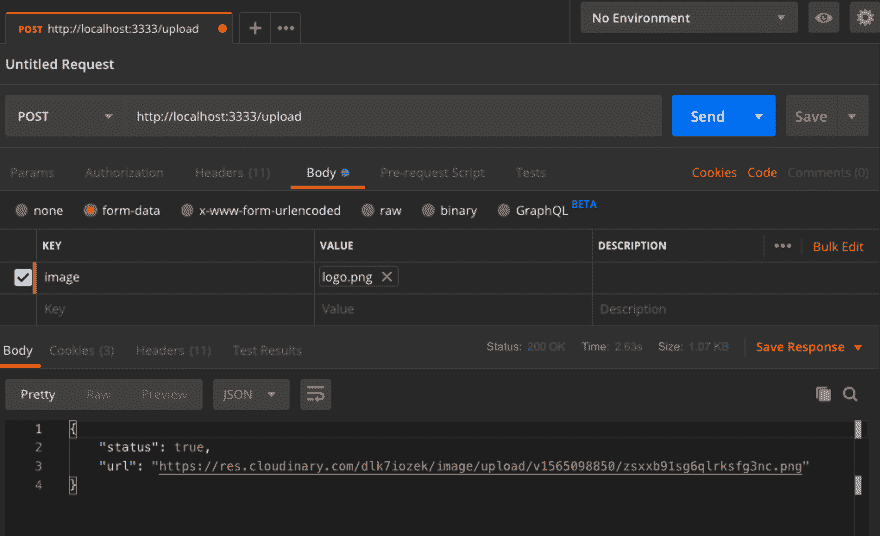 POST http://localhost:3333/upload
No Environment
Untitled Request
POST http://localhost:3333/upload Send Save
Params Authorization Headers (11) Body Pre-request Script Tests Cookies Code Comments (0)
none form-data x-www-form-urlencoded raw binary GraphQL BETA
KEY VALUE DESCRIPTION Bulk Edit
image logo.png
Key Value Description
Body Cookies (3) Headers (11) Test Results Status: 200 OK Time: 2.63s Size: 1.07 KB Save Response
Pretty Raw Preview JSON
1 {
2 "status": true,
3 "url": "https://res.cloudinary.com/dlk7iozek/image/upload/v1565098850/zsxxb91sg6qlrksfg3nc.png"
4 }